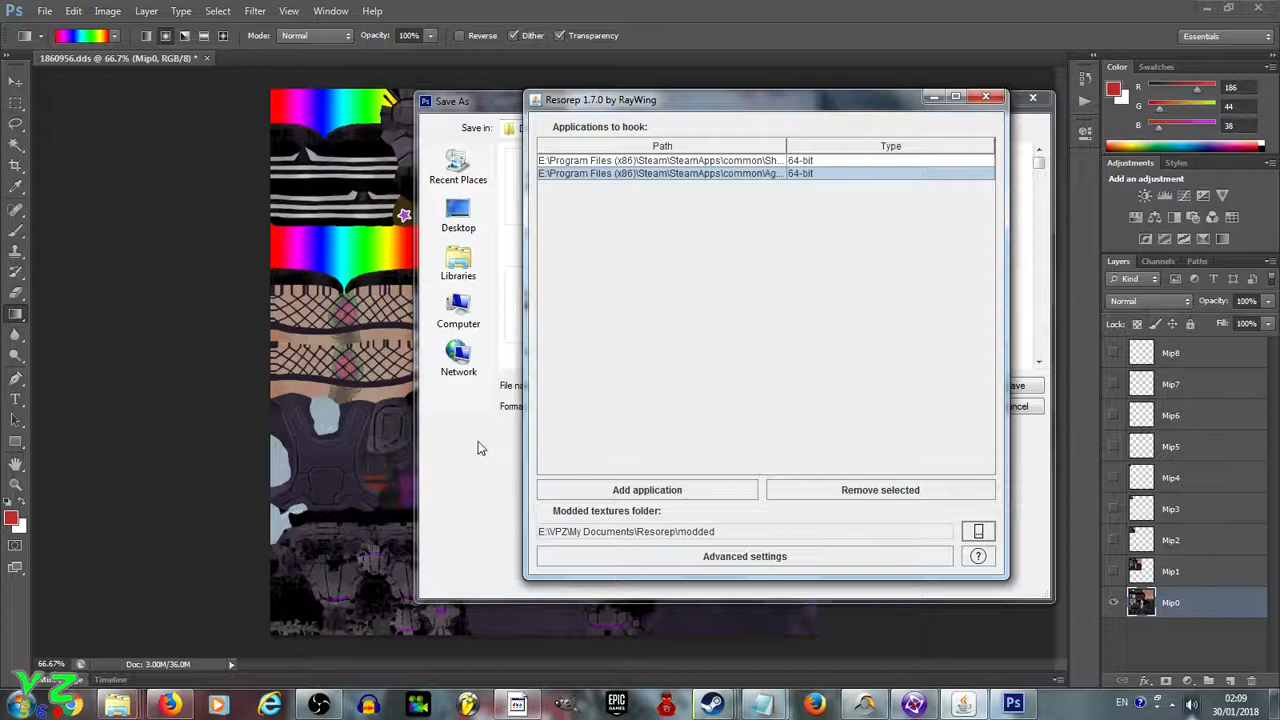 Ps File Edit Image Layer Type Select Filter View Window Help
Mode: Normal Opacity: 100% Reverse Dither Transparency Essentials
1860956.dds @ 66.7% (Mip0, RGB/8) * ×
Save As
Save in:
Recent Places
Desktop
Libraries
Computer
Network
Resorep 1.7.0 by RayWing
Applications to hook:
Path Type
E:\Program Files (x86)\Steam\SteamApps\common\Sh... 64-bit
E:\Program Files (x86)\Steam\SteamApps\common\Ag... 64-bit
Add application Remove selected
Modded textures folder:
E:\VPZ\My Documents\Resorep\modded
...
Advanced settings ?
Color Swatches
R 186
G 44
B 38
Adjustments Styles
Add an adjustment
Layers Channels Paths
Kind
Normal Opacity: 100%
Lock: Fill: 100%
Mip8
Mip7
Mip6
Mip5
Mip4
Mip3
Mip2
Mip1
Mip0
66.67% Doc: 3.00M/36.0M
Timeline
YZ
EPIC GAMES
Ps
EN
02:09
30/01/2018